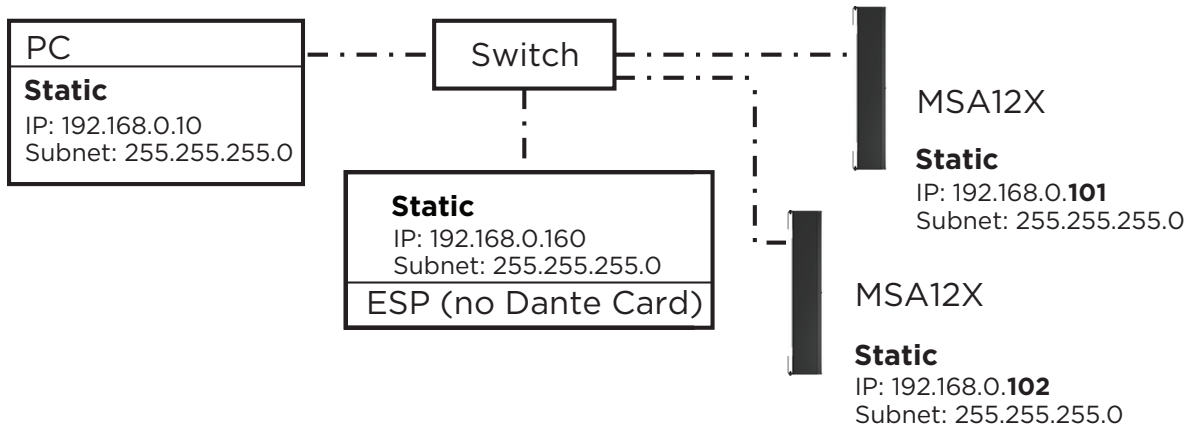 PC
Static
IP: 192.168.0.10
Subnet: 255.255.255.0
Switch
Static
IP: 192.168.0.160
Subnet: 255.255.255.0
ESP (no Dante Card)
MSA12X
Static
IP: 192.168.0.101
Subnet: 255.255.255.0
MSA12X
Static
IP: 192.168.0.102
Subnet: 255.255.255.0